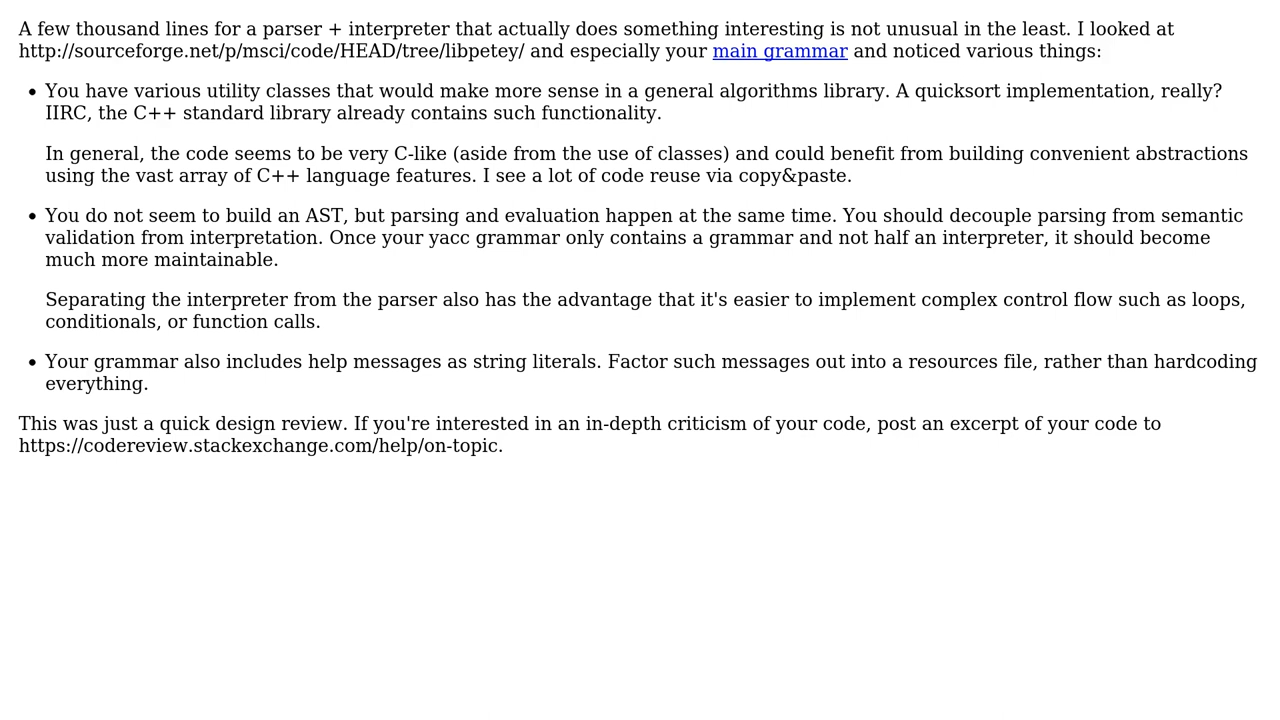 A few thousand lines for a parser + interpreter that actually does something interesting is not unusual in the least. I looked at
http://sourceforge.net/p/msci/code/HEAD/tree/libpetey/ and especially your main grammar and noticed various things:
• You have various utility classes that would make more sense in a general algorithms library. A quicksort implementation, really?
IIRC, the C++ standard library already contains such functionality.
In general, the code seems to be very C-like (aside from the use of classes) and could benefit from building convenient abstractions
using the vast array of C++ language features. I see a lot of code reuse via copy&paste.
• You do not seem to build an AST, but parsing and evaluation happen at the same time. You should decouple parsing from semantic
validation from interpretation. Once your yacc grammar only contains a grammar and not half an interpreter, it should become
much more maintainable.
Separating the interpreter from the parser also has the advantage that it's easier to implement complex control flow such as loops,
conditionals, or function calls.
• Your grammar also includes help messages as string literals. Factor such messages out into a resources file, rather than hardcoding
everything.
This was just a quick design review. If you're interested in an in-depth criticism of your code, post an excerpt of your code to
https://codereview.stackexchange.com/help/on-topic.